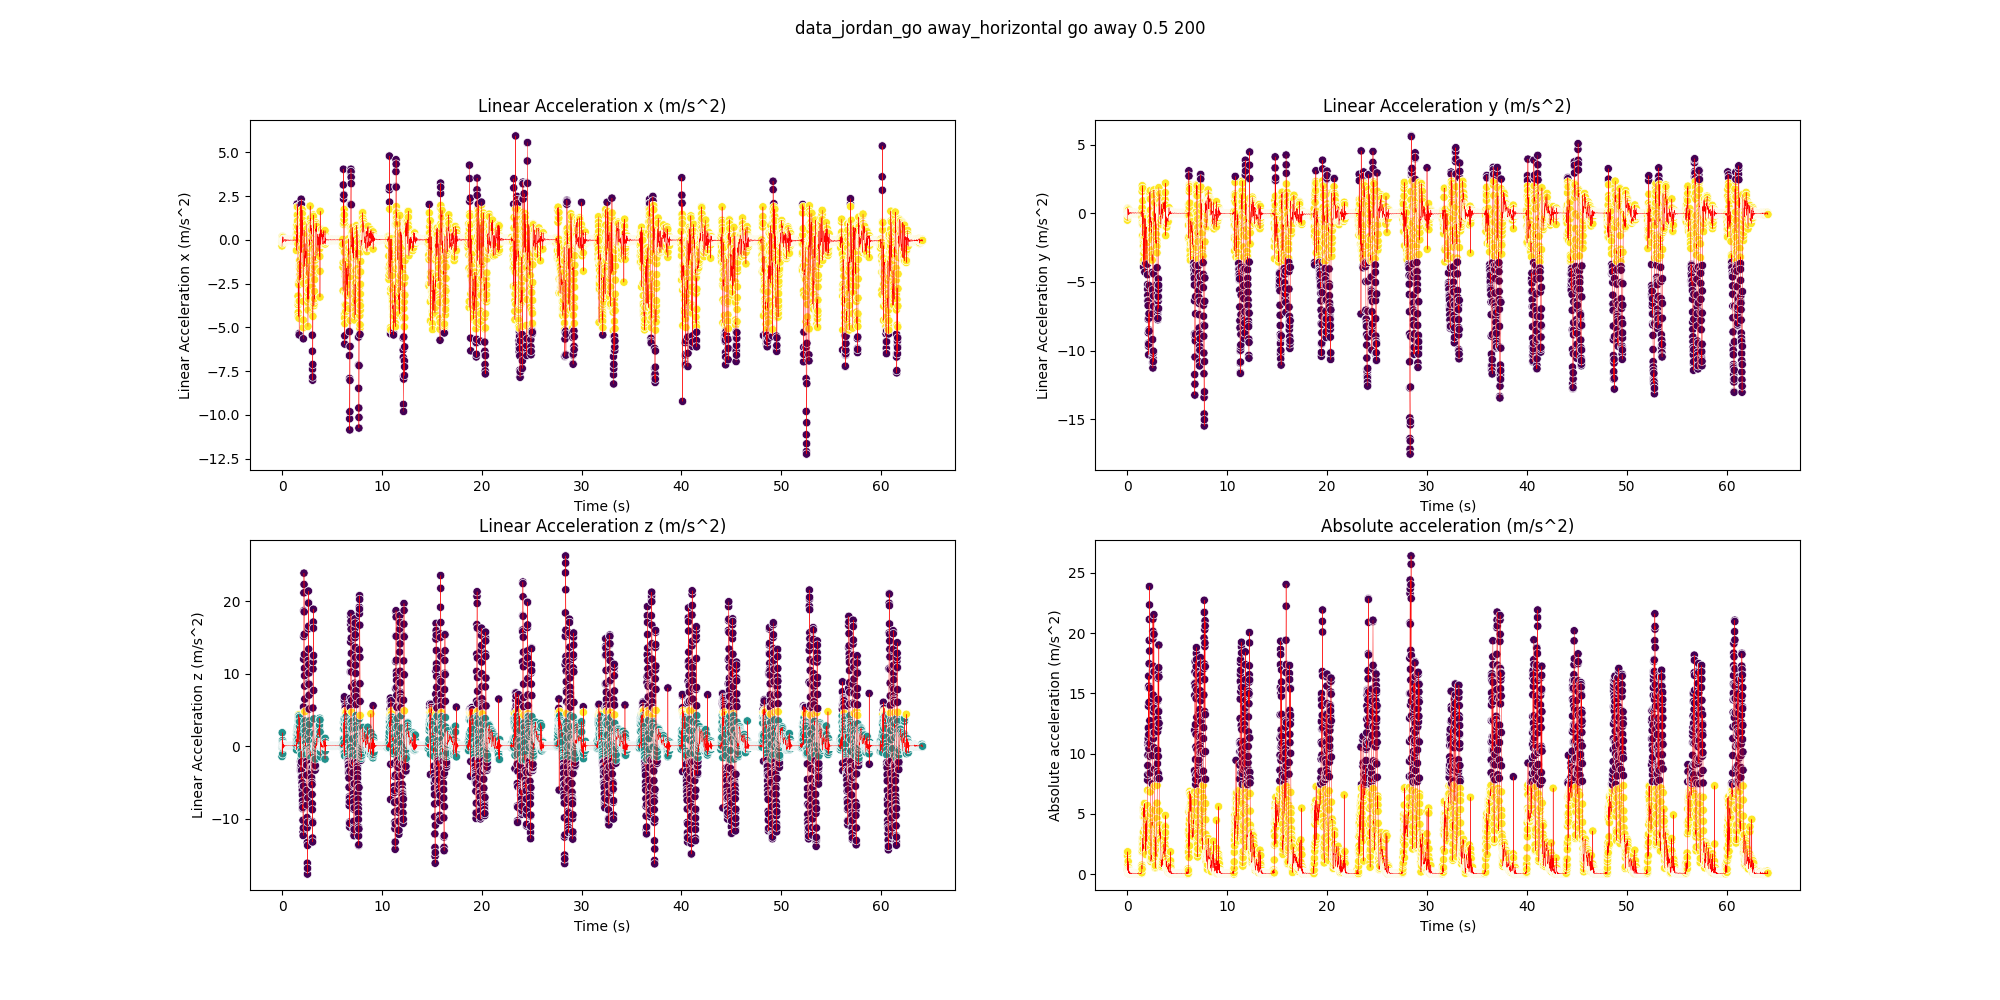 data_jordan_go away_horizontal go away 0.5 200
Linear Acceleration x (m/s^2)
Linear Acceleration x (m/s^2)
5.0
2.5
0.0
−2.5
−5.0
−7.5
−10.0
−12.5
0 10 20 30 40 50 60
Time (s)
Linear Acceleration y (m/s^2)
Linear Acceleration y (m/s^2)
5
0
−5
−10
−15
0 10 20 30 40 50 60
Time (s)
Linear Acceleration z (m/s^2)
Linear Acceleration z (m/s^2)
20
10
0
−10
0 10 20 30 40 50 60
Time (s)
Absolute acceleration (m/s^2)
Absolute acceleration (m/s^2)
25
20
15
10
5
0
0 10 20 30 40 50 60
Time (s)